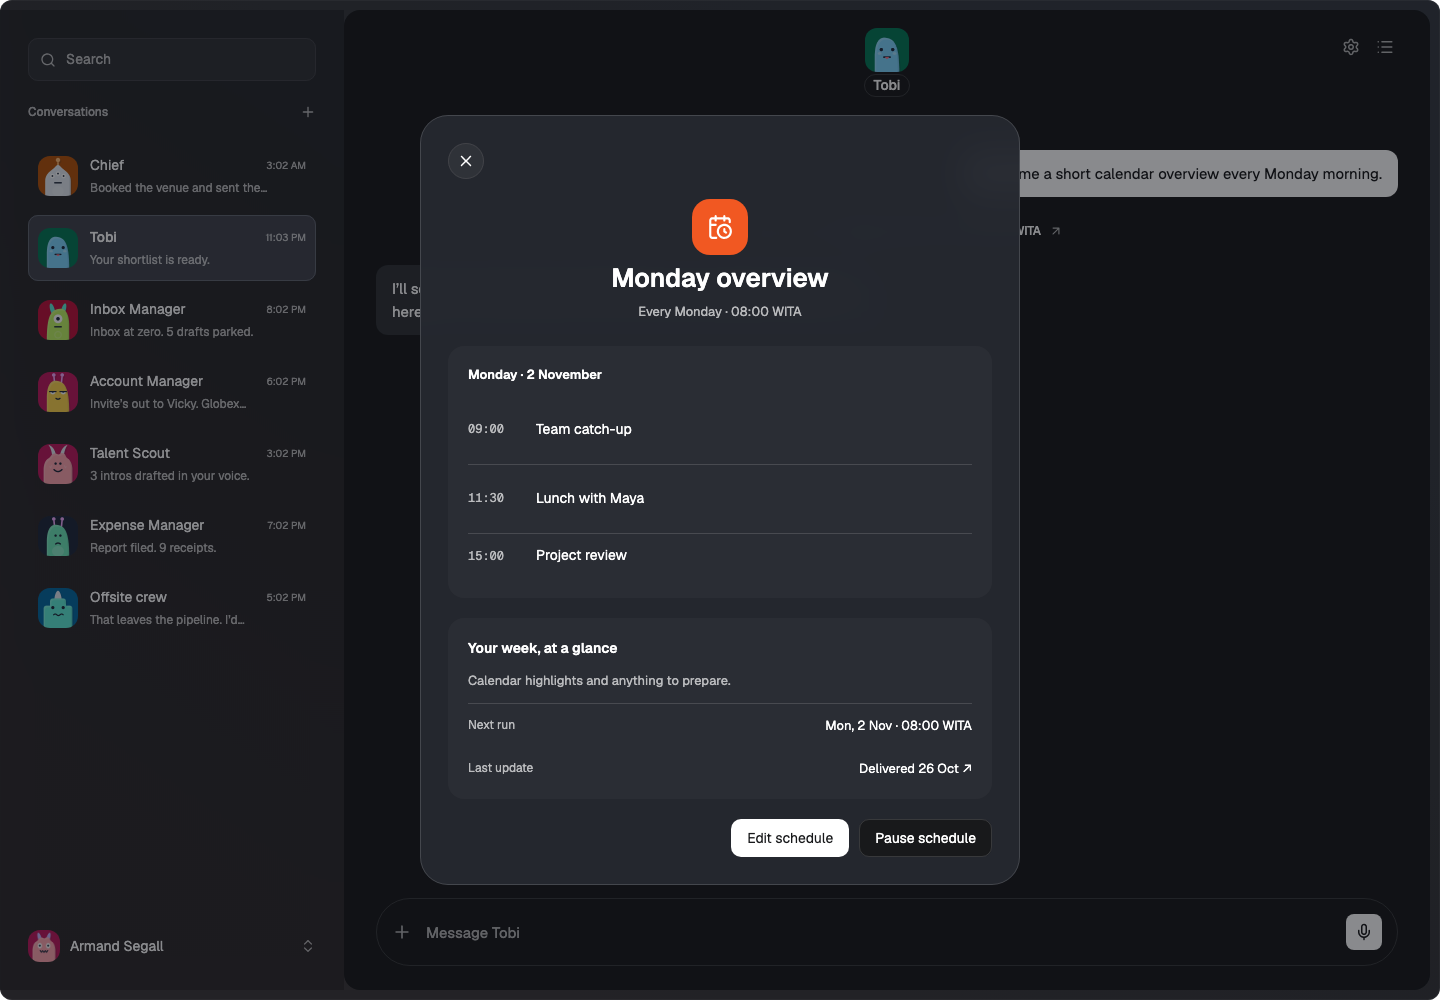 Search
Conversations
Chief
3:02 AM
Booked the venue and sent the...
Tobi
11:03 PM
Your shortlist is ready.
Inbox Manager
8:02 PM
Inbox at zero. 5 drafts parked.
Account Manager
6:02 PM
Invite's out to Vicky. Globex...
Talent Scout
3:02 PM
3 intros drafted in your voice.
Expense Manager
7:02 PM
Report filed. 9 receipts.
Offsite crew
5:02 PM
That leaves the pipeline. I'd...
Armand Segall
Tobi
me a short calendar overview every Monday morning.
WITA
I'll
here
Monday overview
Every Monday · 08:00 WITA
Monday · 2 November
09:00 Team catch-up
11:30 Lunch with Maya
15:00 Project review
Your week, at a glance
Calendar highlights and anything to prepare.
Next run Mon, 2 Nov · 08:00 WITA
Last update Delivered 26 Oct ↗
Edit schedule
Pause schedule
Message Tobi